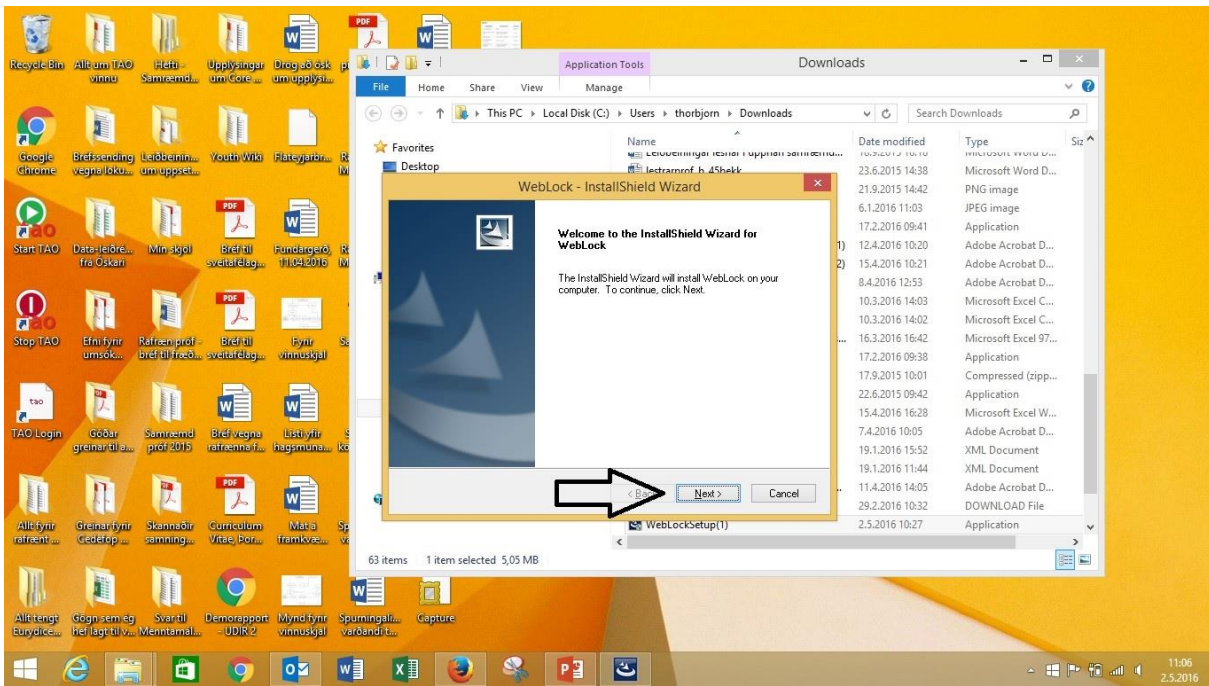 Recycle Bin
Allt um TAO
vinnu
Hefti -
Samræmd...
Upplýsingar
um Gore ...
Drög að ósk
um upplýsi...
PDF
Google
Chrome
Bréfssending
vegna loku...
Leiðbeinin...
um uppset...
Youth Wiki
Flateyjarbr...
Start TAO
Data-leiðré...
frá Óskari
Mín skjöl
PDF
Bréf til
sveitafélag...
Fundargerð,
11.04.2016
Stop TAO
Efni fyrir
umsók...
Rafræn próf -
bréf til fræð...
PDF
Bréf til
sveitafélag...
Fyrir
vinnuskjal
tao
TAO Login
Góðar
greinar til a...
Samræmd
próf 2015
Bréf vegna
rafrænna f...
Listi yfir
hagsmuna...
Allt fyrir
rafrænt ...
Greinar fyrir
Cedefop ...
Skannaðir
samning...
PDF
Curriculum
Vitae, Þor...
Mat á
framkvæ...
Allt tengt
Eurydice...
Gögn sem ég
hef lagt til v...
Svar til
Menntamál...
Demorapport
- UDIR 2
Mynd fyrir
vinnuskjal
Spurningali...
varðandi t...
Capture
PDF
Application Tools
Downloads
File
Home
Share
View
Manage
This PC
Local Disk (C:)
Users
thorbjorn
Downloads
Search Downloads
Favorites
Desktop
Name
Date modified
Type
Siz
23.6.2015 14:38
Microsoft Word D...
21.9.2015 14:42
PNG image
6.1.2016 11:03
JPEG image
17.2.2016 09:41
Application
1)
12.4.2016 10:20
Adobe Acrobat D...
2)
15.4.2016 10:21
Adobe Acrobat D...
8.4.2016 12:53
Adobe Acrobat D...
10.3.2016 14:03
Microsoft Excel C...
10.3.2016 14:02
Microsoft Excel C...
16.3.2016 16:42
Microsoft Excel 97...
17.2.2016 09:38
Application
17.9.2015 10:01
Compressed (zipp...
22.6.2015 09:42
Application
15.4.2016 16:28
Microsoft Excel W...
7.4.2016 10:05
Adobe Acrobat D...
19.1.2016 15:52
XML Document
19.1.2016 11:44
XML Document
11.4.2016 14:05
Adobe Acrobat D...
29.2.2016 10:32
DOWNLOAD File
WebLockSetup(1)
2.5.2016 10:27
Application
63 items
1 item selected 5,05 MB
WebLock - InstallShield Wizard
Welcome to the InstallShield Wizard for
WebLock
The InstallShield Wizard will install WebLock on your
computer. To continue, click Next.
Next >
Cancel
11:06
2.5.2016